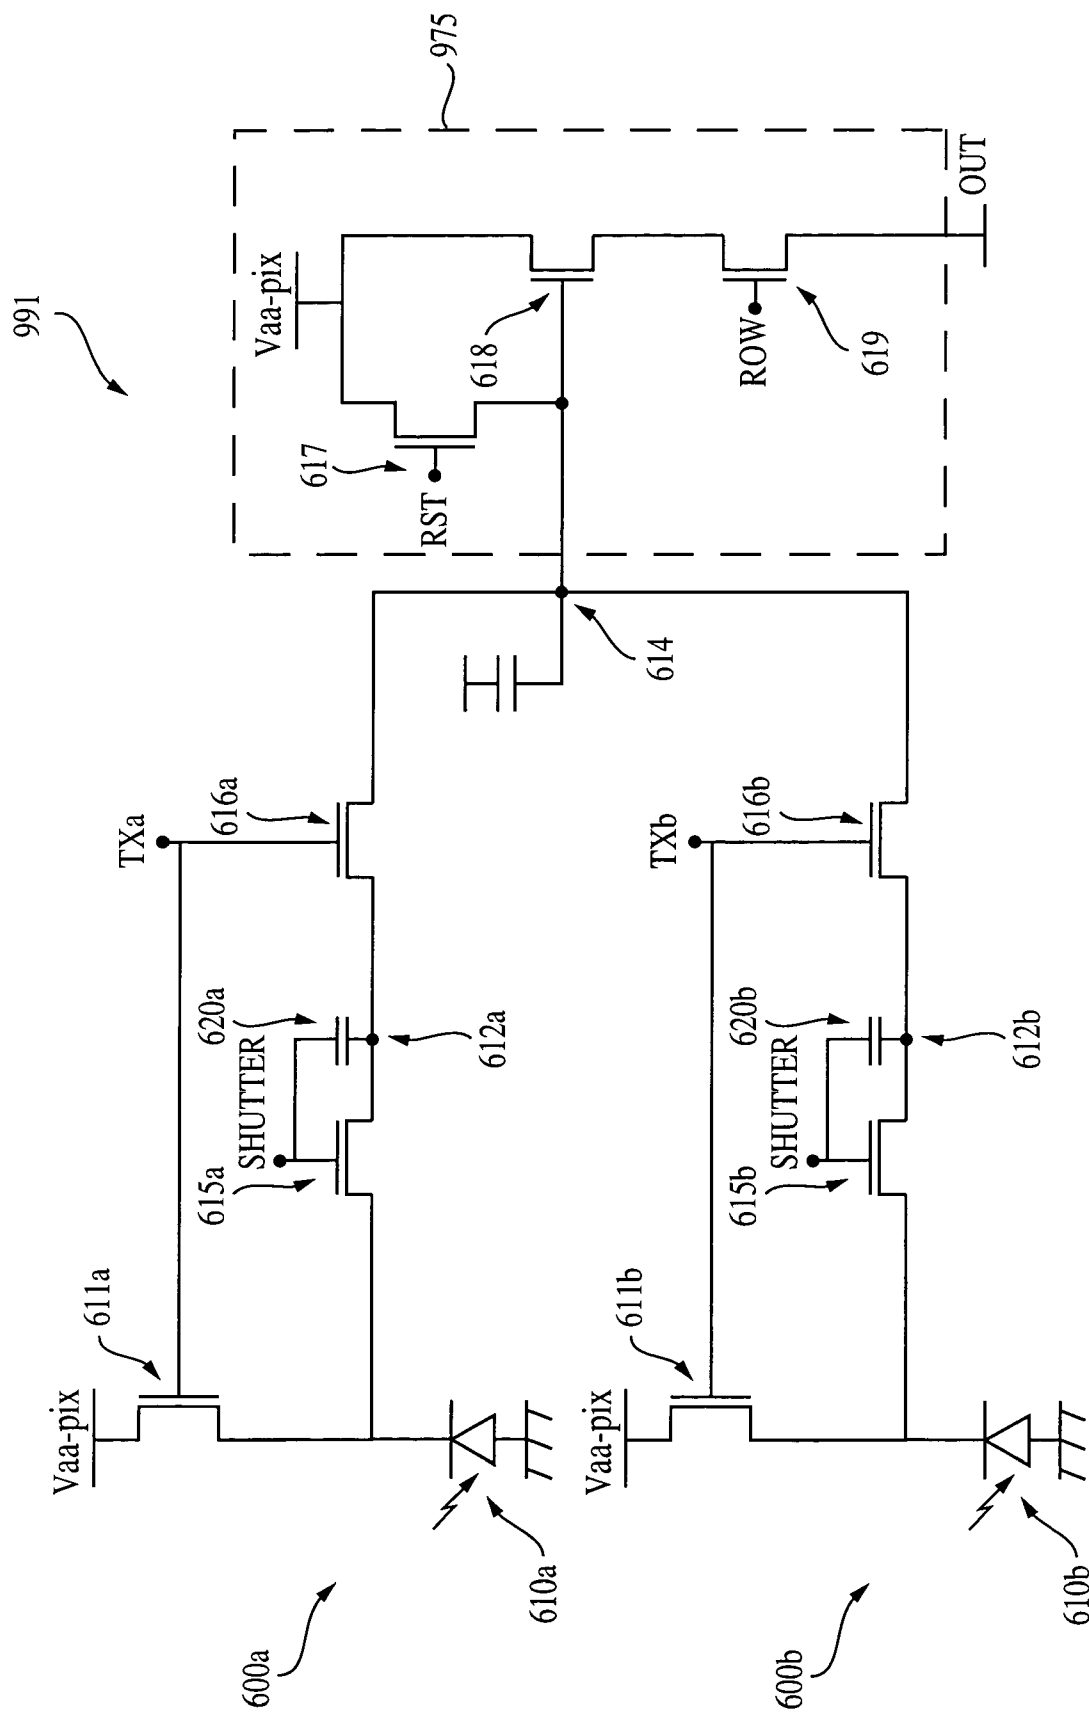 991
975
Vaa-pix
617
RST
618
ROW
619
OUT
614
TXa
616a
SHUTTER
620a
615a
612a
611a
Vaa-pix
610a
600a
TXb
616b
SHUTTER
620b
615b
612b
611b
Vaa-pix
610b
600b